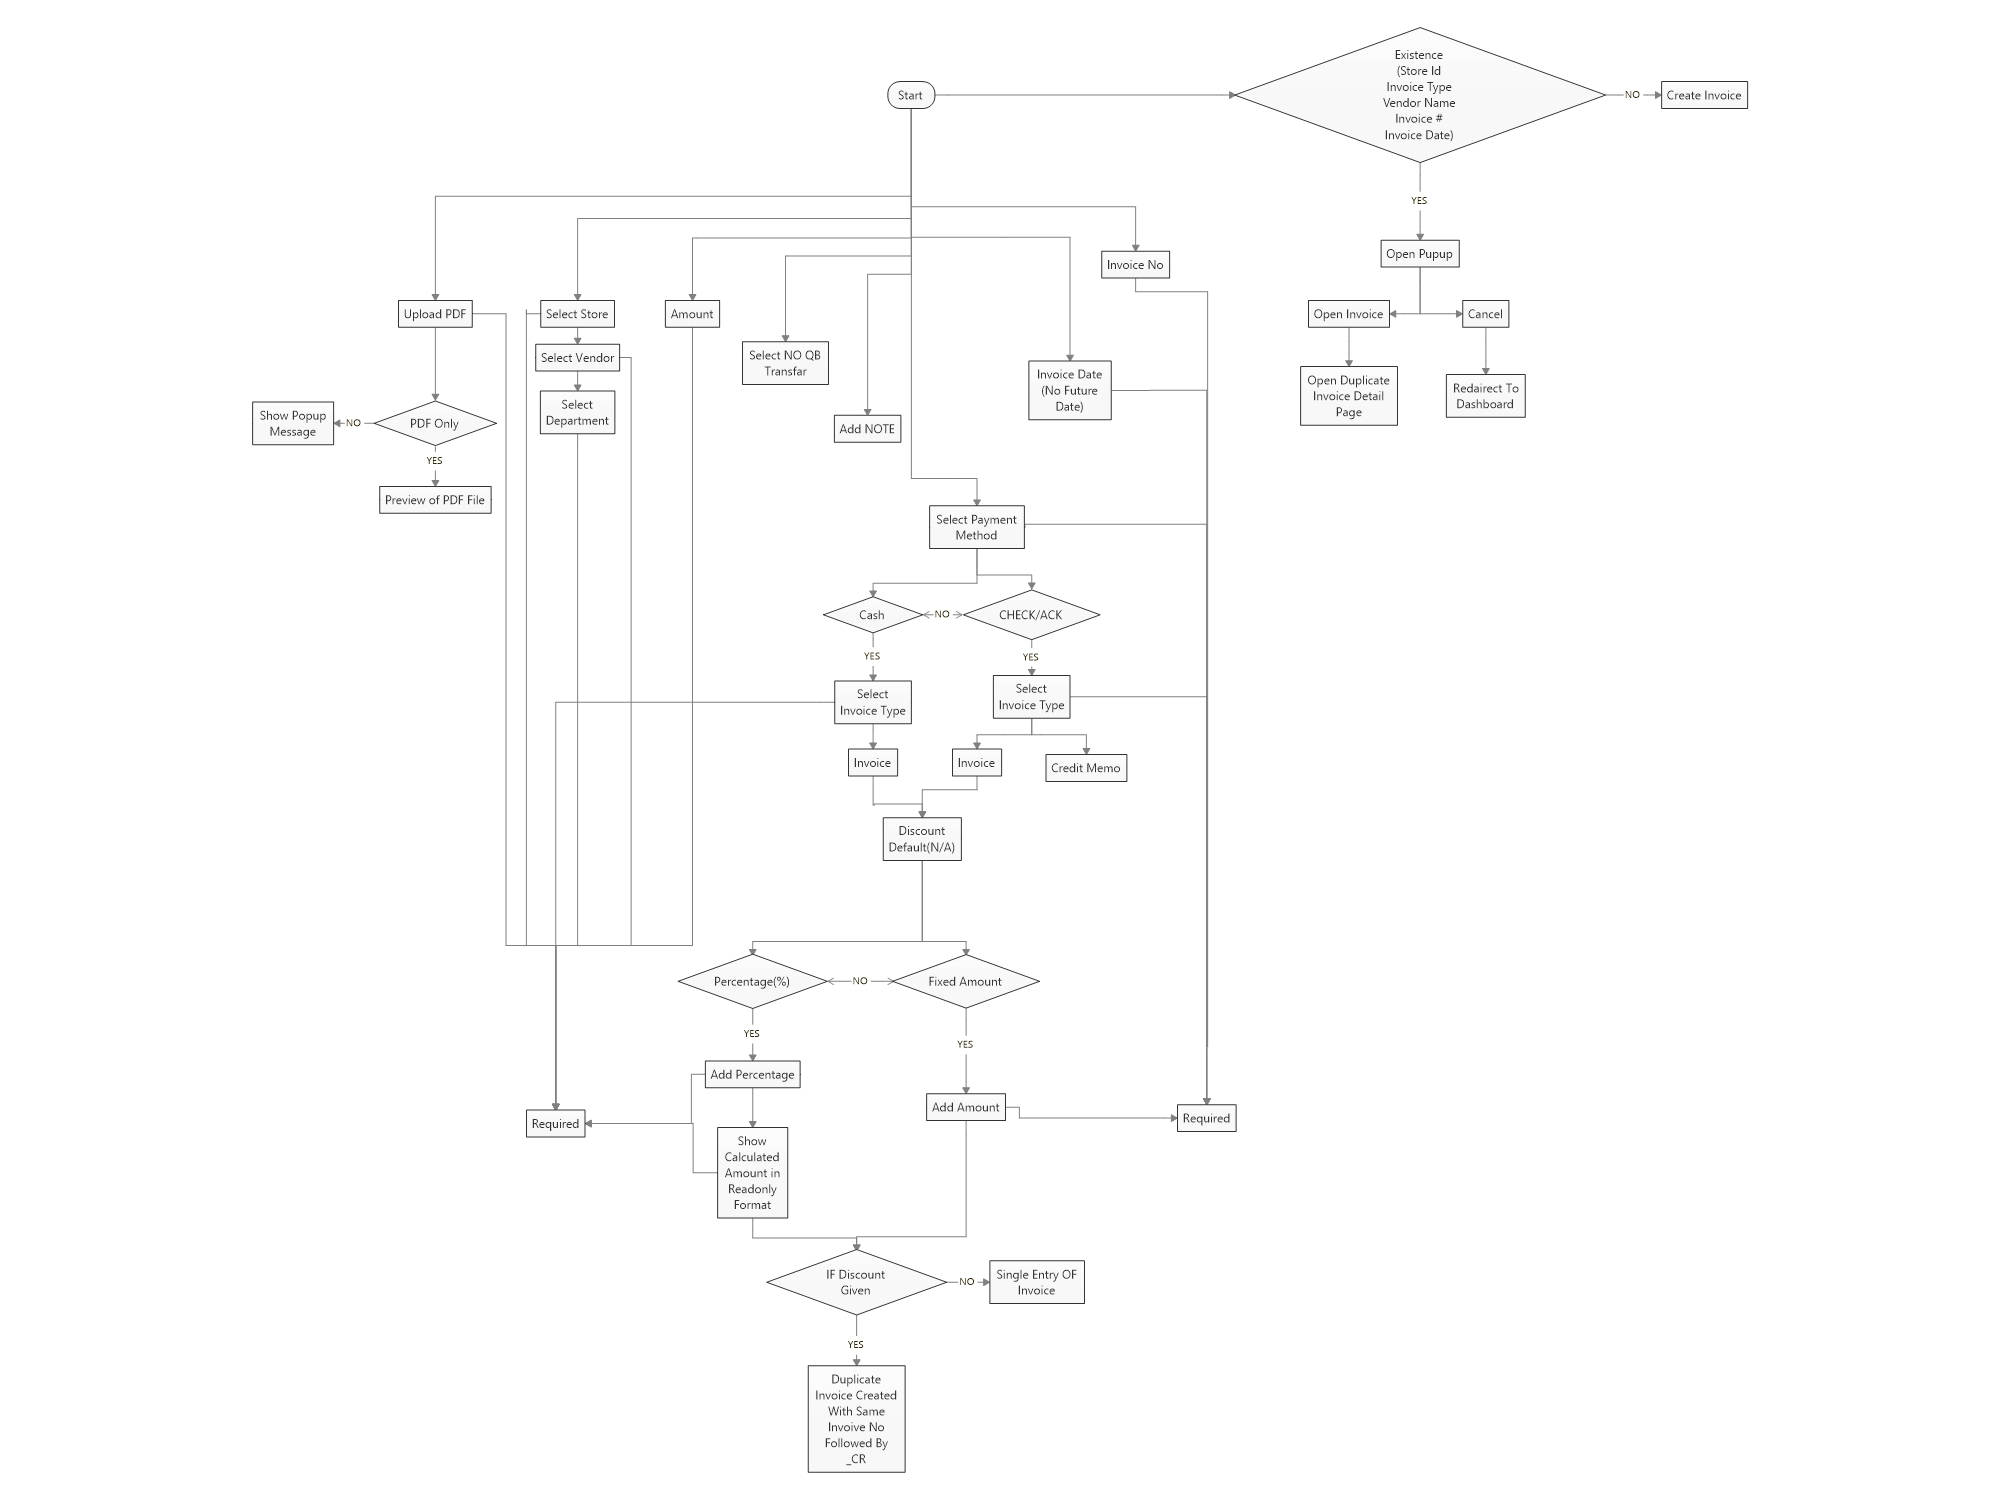 Existence
(Store Id
Invoice Type
Vendor Name
Invoice #
Invoice Date)
Start
NO
Create Invoice
YES
Open Pupup
Invoice No
Upload PDF
Select Store
Amount
Open Invoice
Cancel
Select Vendor
Select NO QB
Transfar
Invoice Date
(No Future
Date)
Open Duplicate
Invoice Detail
Page
Redairect To
Dashboard
Select
Department
Show Popup
Message
NO
PDF Only
Add NOTE
YES
Preview of PDF File
Select Payment
Method
Cash
NO
CHECK/ACK
YES
YES
Select
Invoice Type
Select
Invoice Type
Invoice
Invoice
Credit Memo
Discount
Default(N/A)
Percentage(%)
NO
Fixed Amount
YES
YES
Add Percentage
Add Amount
Required
Required
Show
Calculated
Amount in
Readonly
Format
IF Discount
Given
NO
Single Entry OF
Invoice
YES
Duplicate
Invoice Created
With Same
Invoive No
Followed By
_CR